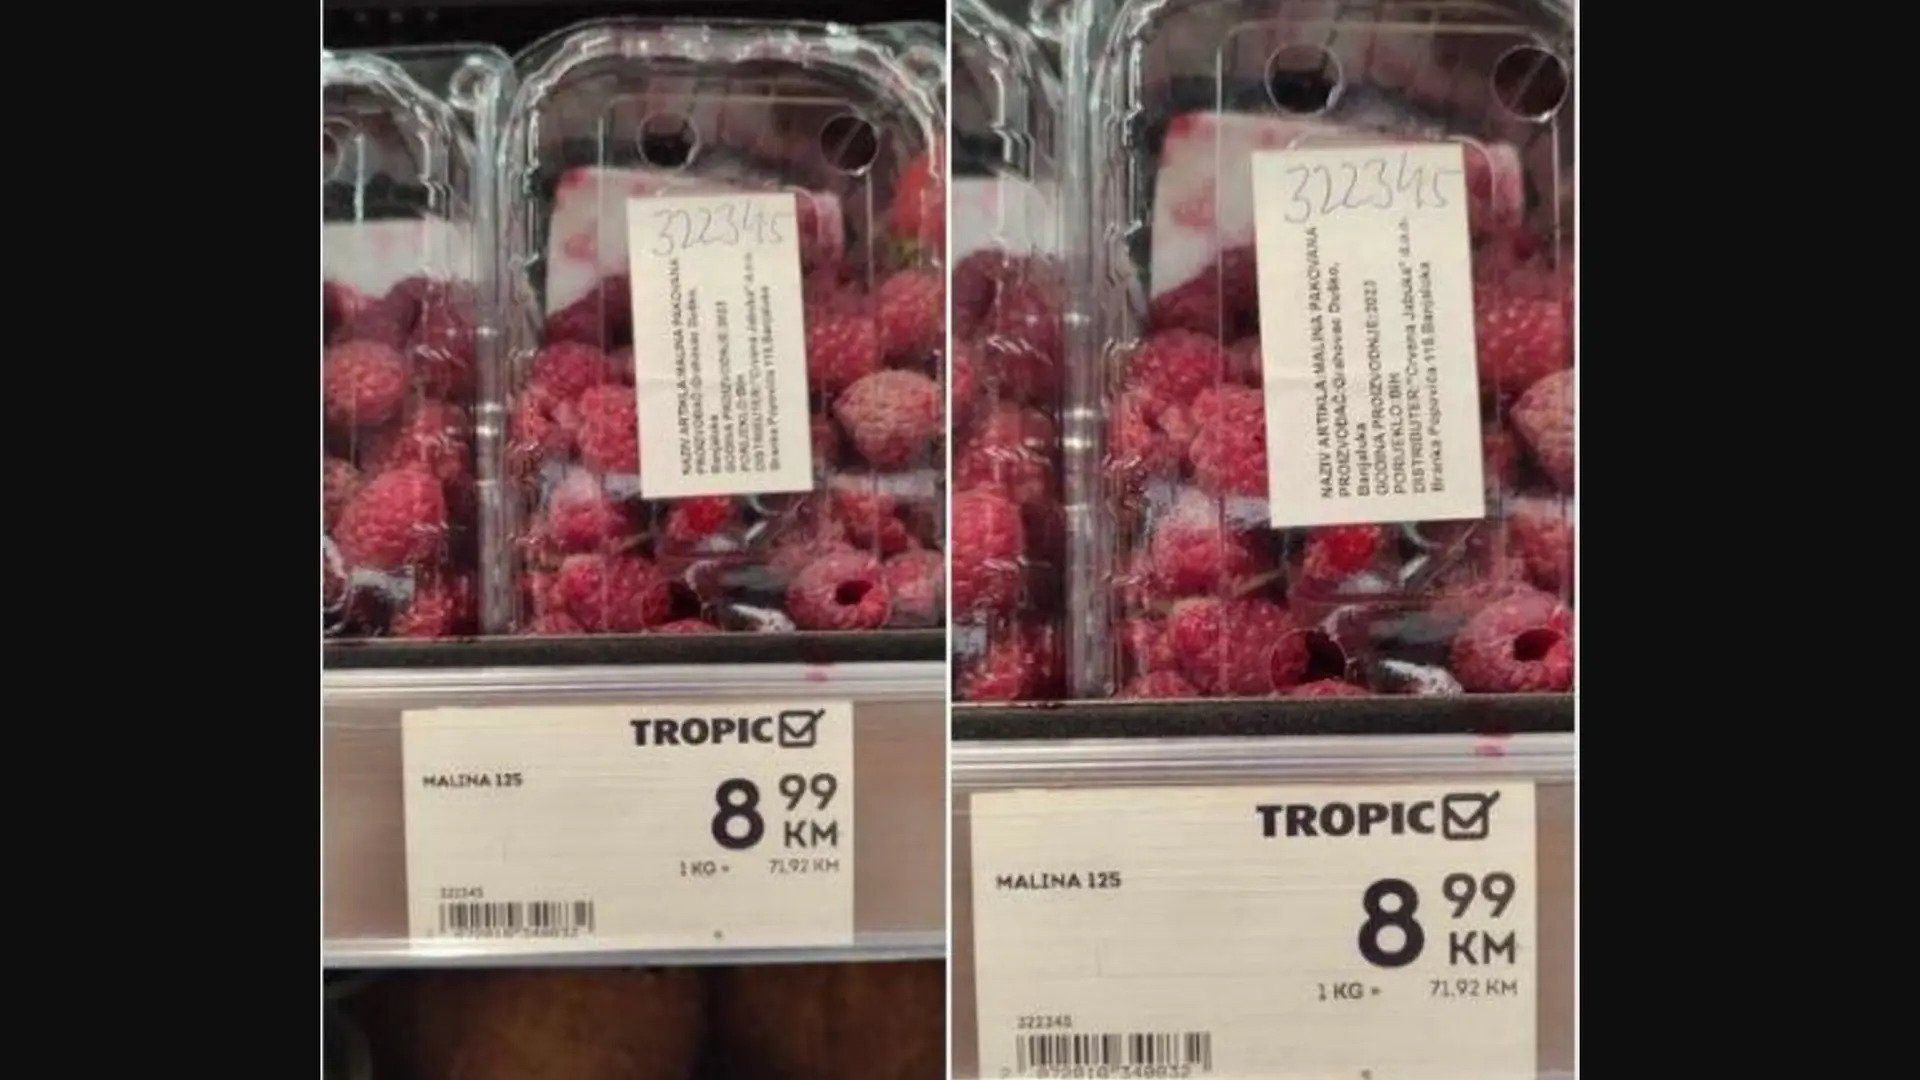 322345
NAZIV ARTIKLA:MALINA PAKOVANA
PROIZVOĐAČ:Grahovac Duško,
Banjaluka
GODINA PROIZVODNJE:2023
PORIJEKLO:BIH
DISTRIBUTER:"Crvena Jabuka" d.o.o.
Branka Popovića 115,Banjaluka
TROPIC
MALINA 125
8 99
KM
1 KG = 71.92 KM
322345
322345
NAZIV ARTIKLA:MALINA PAKOVANA
PROIZVOĐAČ:Grahovac Duško,
Banjaluka
GODINA PROIZVODNJE:2023
PORIJEKLO:BIH
DISTRIBUTER:"Crvena Jabuka" d.o.o.
Branka Popovića 115,Banjaluka
TROPIC
MALINA 125
8 99
KM
1 KG = 71.92 KM
322345